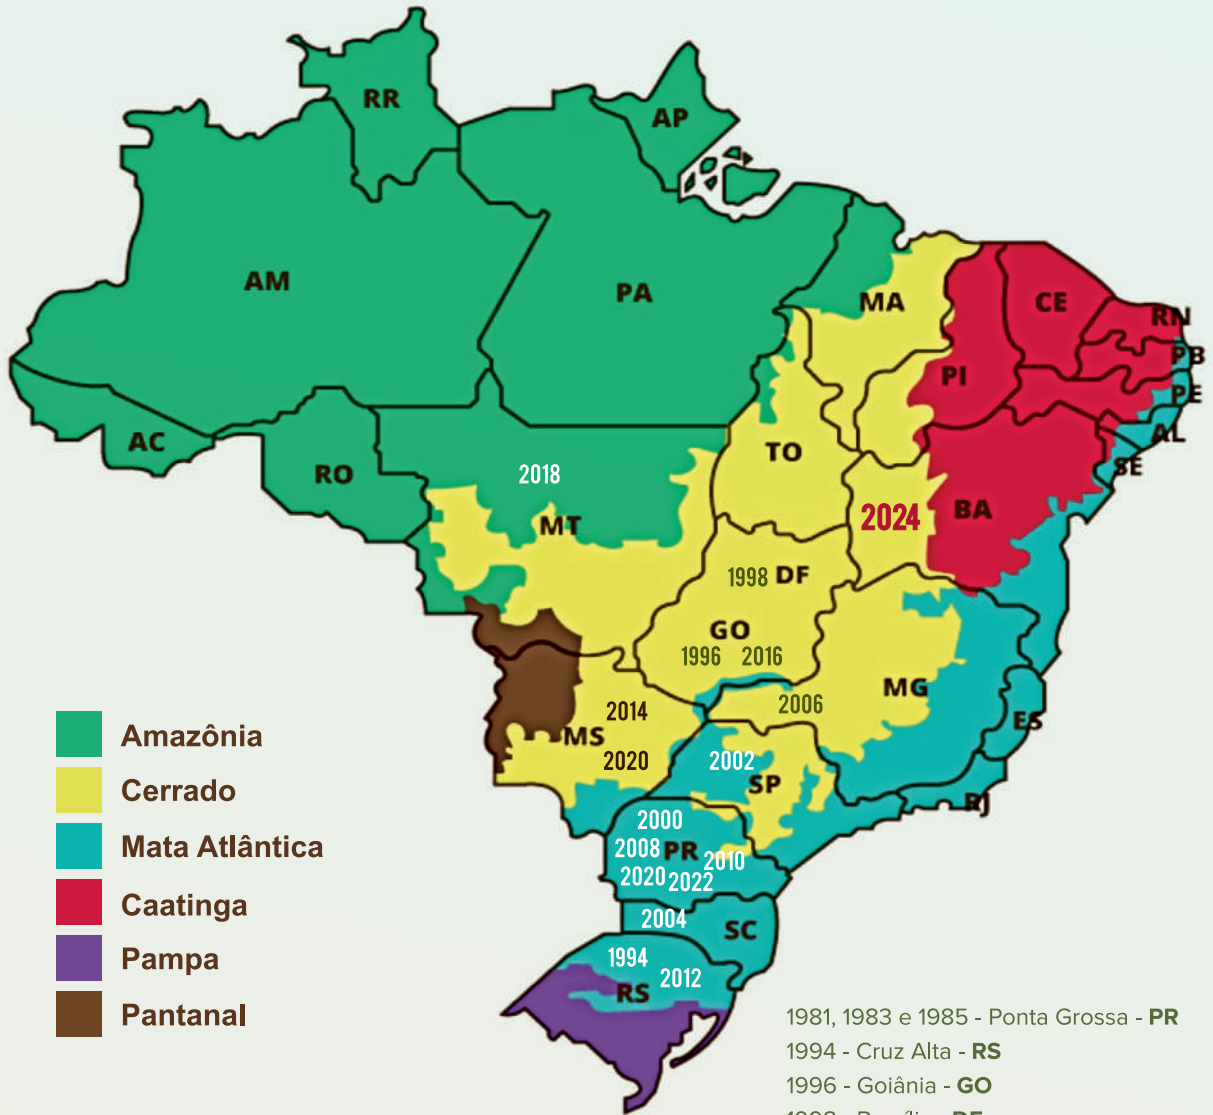 RR
AP
AM
PA
MA
CE
RN
PB
PI
PE
AC
RO
TO
AL
SE
2018
MT
BA
2024
1998 DF
GO
1996 2016
MG
2006
ES
2014
MS
2020
2002
SP
RJ
2000
2008 PR 2010
2020 2022
2004
SC
1994
2012
RS
Amazônia
Cerrado
Mata Atlântica
Caatinga
Pampa
Pantanal
1981, 1983 e 1985 - Ponta Grossa - PR
1994 - Cruz Alta - RS
1996 - Goiânia - GO